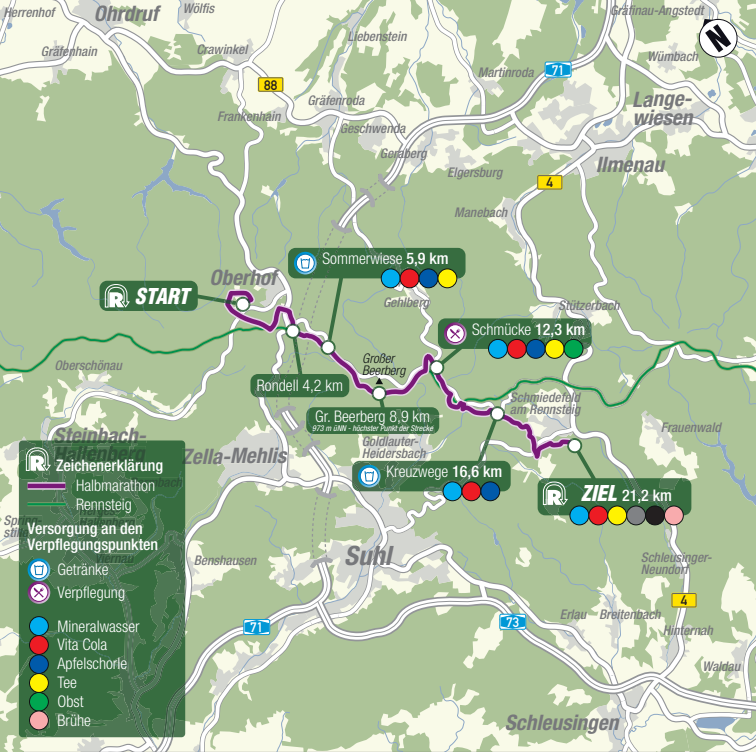 Herrenhof
Ohrdruf
Wölfis
Gräfinau-Angstedt
N
Liebenstein
Gräfenhain
Crawinkel
Wümbach
71
Martinroda
88
Gräfenroda
Lange-
wiesen
Frankenhain
Geschwenda
Geraberg
Elgersburg
Ilmenau
4
Manebach
Oberhof
Sommerwiese 5,9 km
R START
Gehlberg
Stützerbach
Schmücke 12,3 km
Großer
Beerberg
Oberschönau
Rondell 4,2 km
Schmiedefeld
am Rennsteig
Gr. Beerberg 8,9 km
973 m üNN - höchster Punkt der Strecke
Frauenwald
Steinbach-
Hallenberg
Goldlauter-
Heidersbach
Zella-Mehlis
Kreuzwege 16,6 km
R ZIEL 21,2 km
R Zeichenerklärung
Halbmarathon
Rennsteig
Versorgung an den
Verpflegungspunkten
Getränke
Verpflegung
Mineralwasser
Vita Cola
Apfelschorle
Tee
Obst
Brühe
Suhl
Benshausen
Schleusinger-
Neundorf
4
Erlau
Breitenbach
71
73
Hinternah
Waldau
Schleusingen